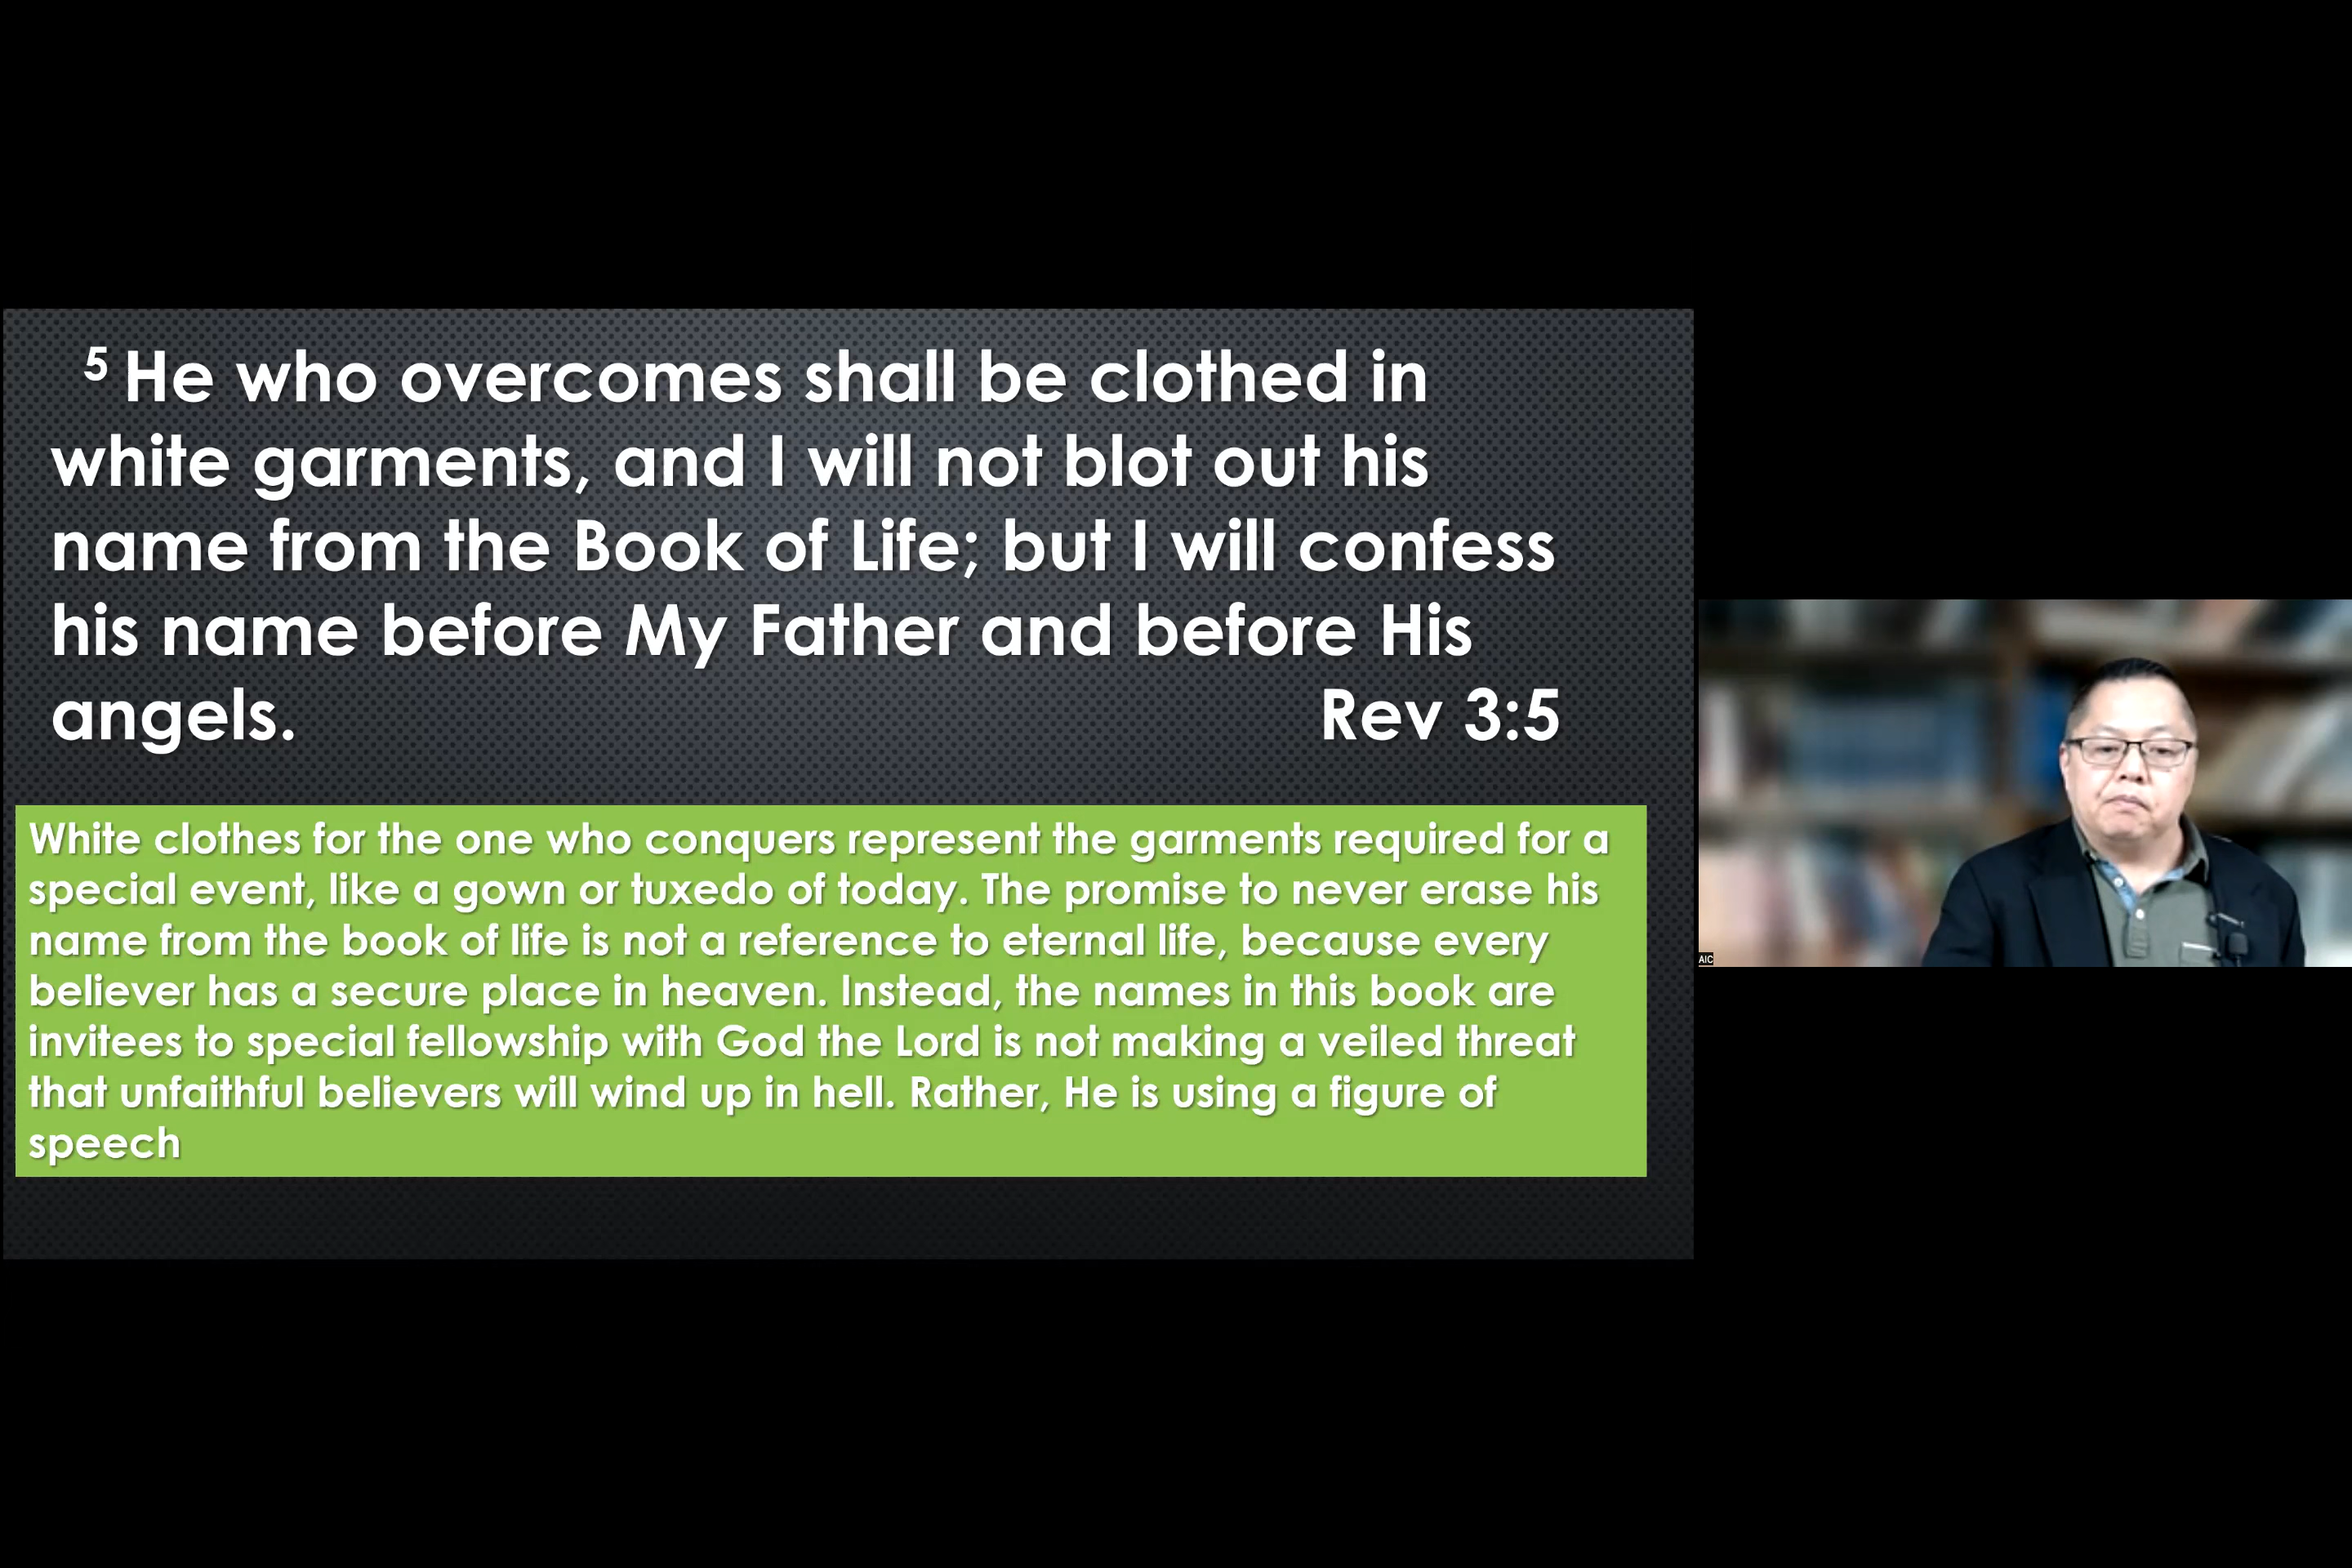 5 He who overcomes shall be clothed in
white garments, and I will not blot out his
name from the Book of Life; but I will confess
his name before My Father and before His
angels. Rev 3:5
White clothes for the one who conquers represent the garments required for a
special event, like a gown or tuxedo of today. The promise to never erase his
name from the book of life is not a reference to eternal life, because every
believer has a secure place in heaven. Instead, the names in this book are
invitees to special fellowship with God the Lord is not making a veiled threat
that unfaithful believers will wind up in hell. Rather, He is using a figure of
speech
AIC